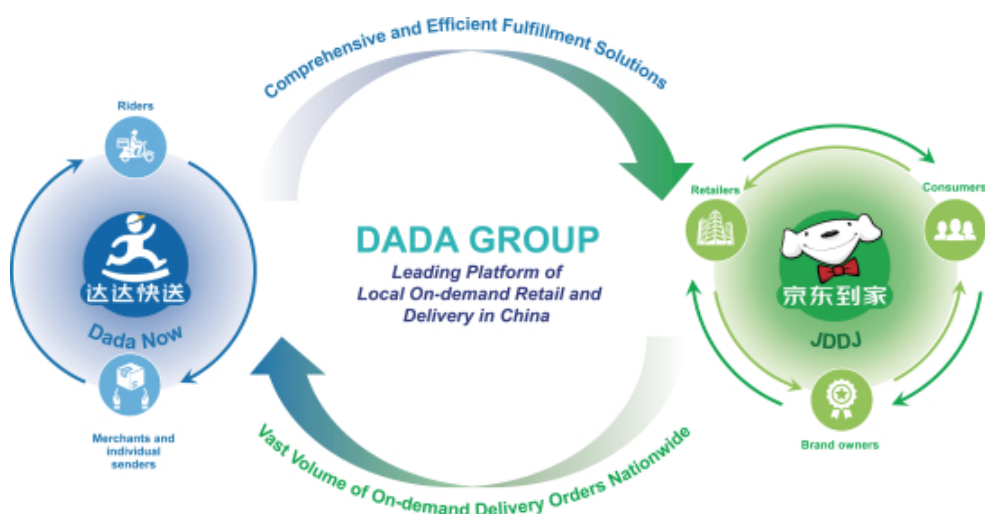 Comprehensive and Efficient Fulfillment Solutions
Riders
达达快送
Dada Now
Merchants and
individual
senders
DADA GROUP
Leading Platform of
Local On-demand Retail and
Delivery in China
Retailers
Consumers
京东到家
JDDJ
Brand owners
Vast Volume of On-demand Delivery Orders Nationwide